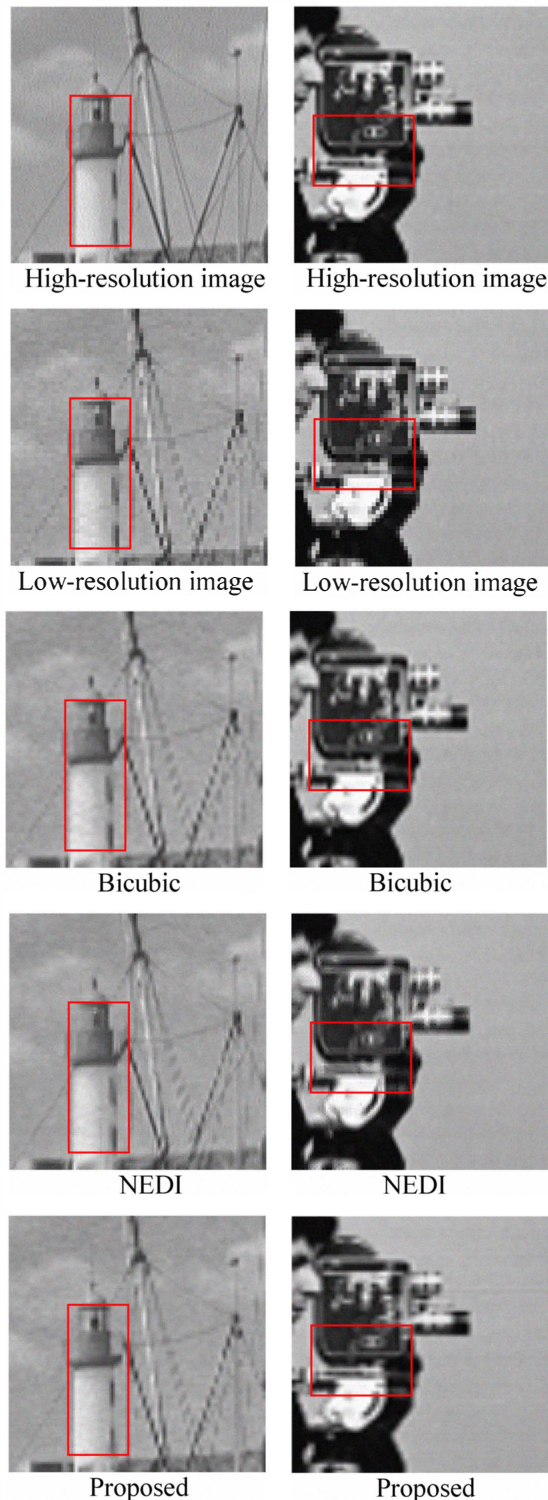 High-resolution image
High-resolution image
Low-resolution image
Low-resolution image
Bicubic
Bicubic
NEDI
NEDI
Proposed
Proposed